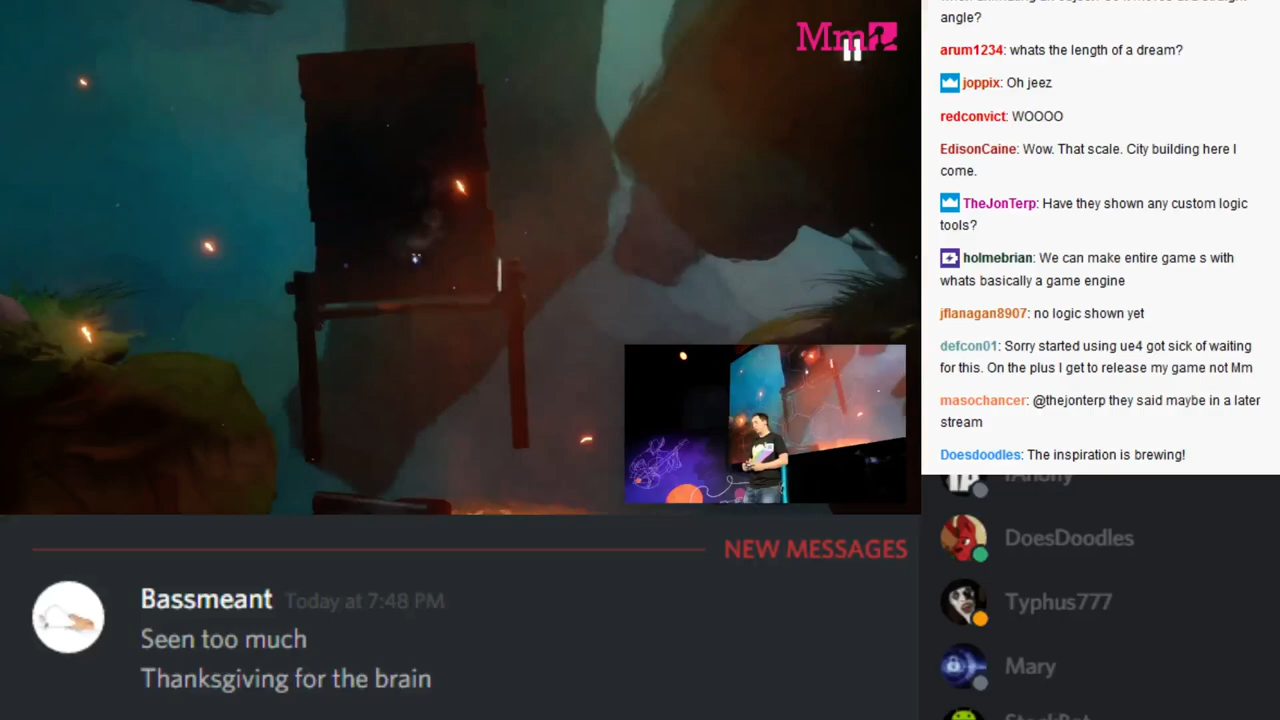 Mm
angle?
arum1234: whats the length of a dream?
joppix: Oh jeez
redconvict: WOOOO
EdisonCaine: Wow. That scale. City building here I
come.
TheJonTerp: Have they shown any custom logic
tools?
holmebrian: We can make entire game s with
whats basically a game engine
jflanagan8907: no logic shown yet
defcon01: Sorry started using ue4 got sick of waiting
for this. On the plus I get to release my game not Mm
masochancer: @thejonterp they said maybe in a later
stream
Doesdoodles: The inspiration is brewing!
DoesDoodles
Typhus777
Mary
NEW MESSAGES
Bassmeant Today at 7:48 PM
Seen too much
Thanksgiving for the brain